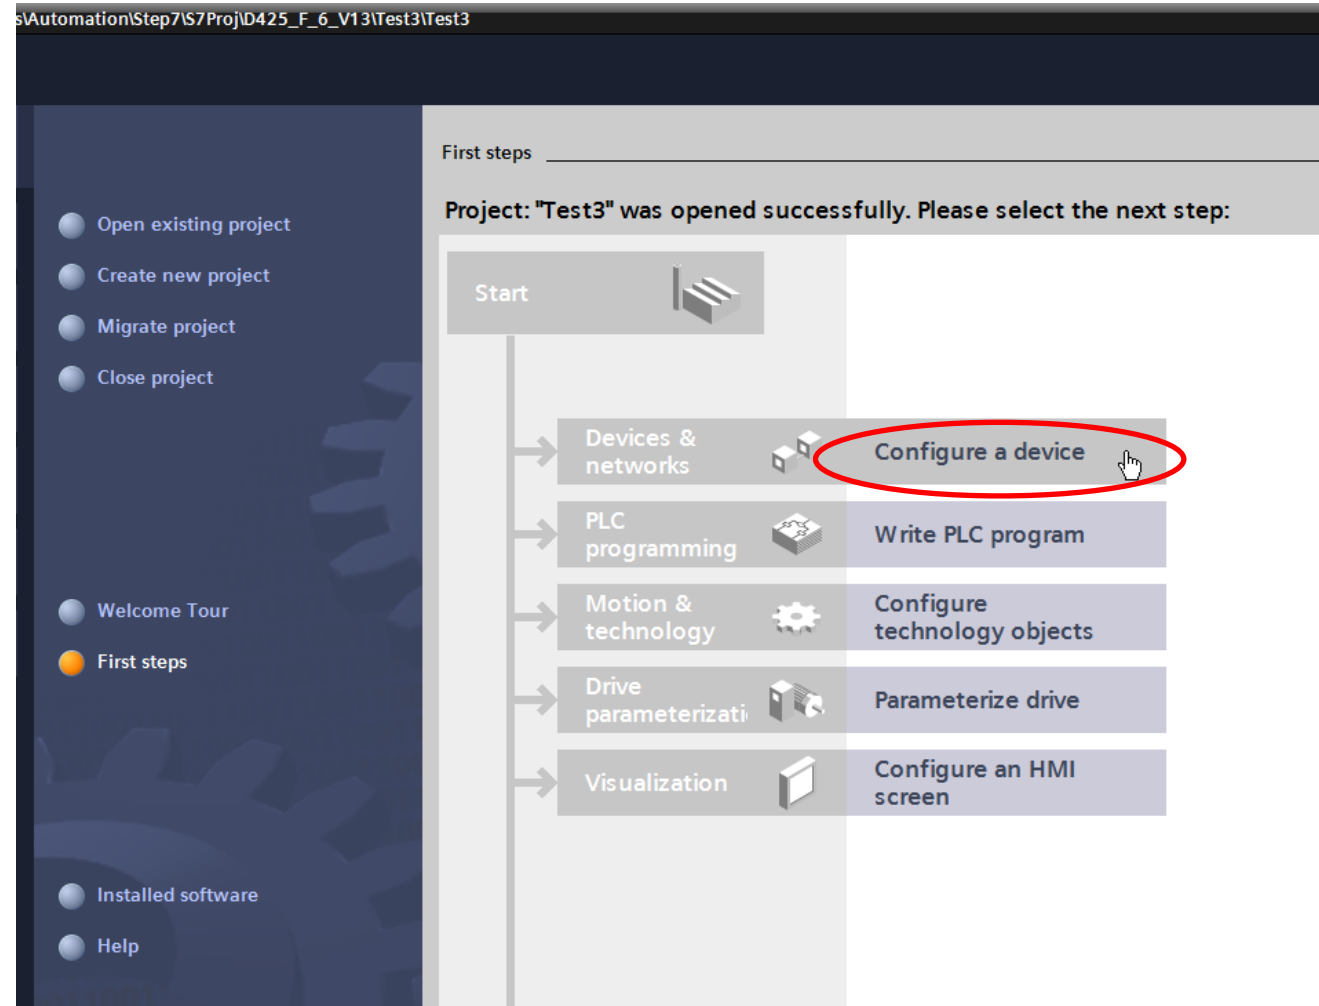 s\Automation\Step7\S7Proj\D425_F_6_V13\Test3\Test3
Open existing project
Create new project
Migrate project
Close project
Welcome Tour
First steps
Installed software
Help
First steps
Project: "Test3" was opened successfully. Please select the next step:
Start
Devices &
networks
Configure a device
PLC
programming
Write PLC program
Motion &
technology
Configure
technology objects
Drive
parameterizati
Parameterize drive
Visualization
Configure an HMI
screen